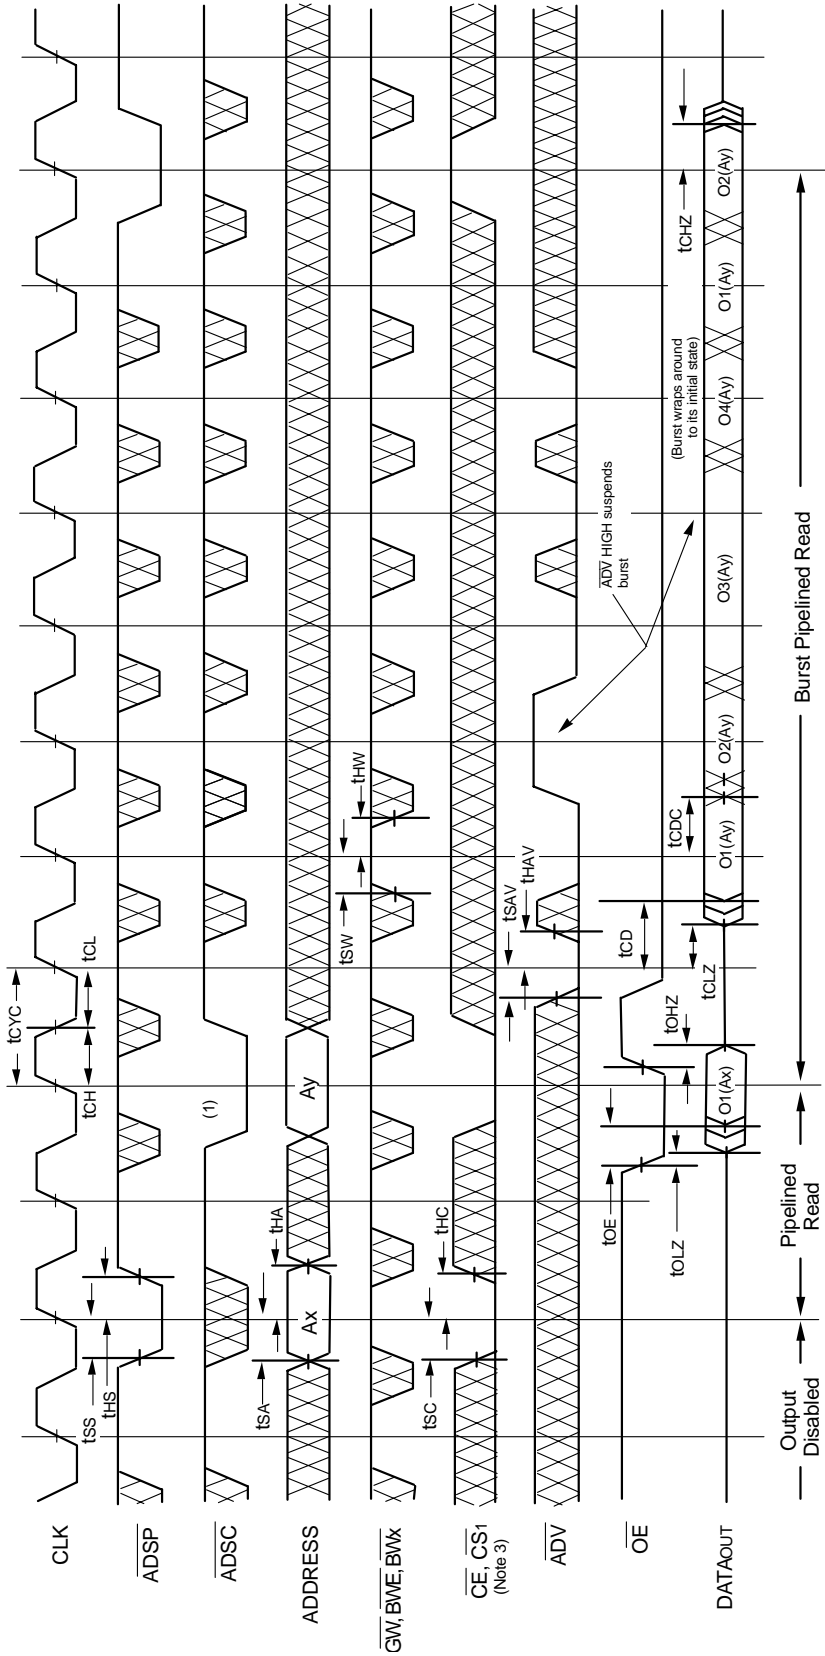 CLK
ADSP
ADSC
ADDRESS
GW, BWE, BWx
CE, CS1
(Note 3)
ADV
OE
DATAOUT
tCYC
tCH
tCL
tSS
tHS
(1)
tSA
tHA
Ax
Ay
tSW
tHW
tSC
tHC
tSAV
tHAV
ADV HIGH suspends
burst
tOE
tOHZ
tCD
tOLZ
tCLZ
tCDC
tCHZ
(Burst wraps around
to its initial state)
O1(Ax)
O1(Ay)
O2(Ay)
O3(Ay)
O4(Ay)
O1(Ay)
O2(Ay)
Output
Disabled
Pipelined
Read
Burst Pipelined Read